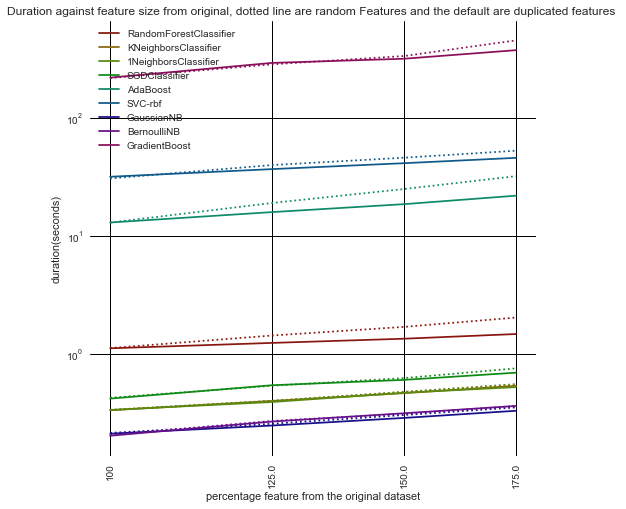 Duration against feature size from original, dotted line are random Features and the default are duplicated features
RandomForestClassifier
KNeighborsClassifier
1NeighborsClassifier
SGDClassifier
AdaBoost
SVC-rbf
GaussianNB
BernoulliNB
GradientBoost
10²
10¹
10⁰
duration(seconds)
100
125.0
150.0
175.0
percentage feature from the original dataset